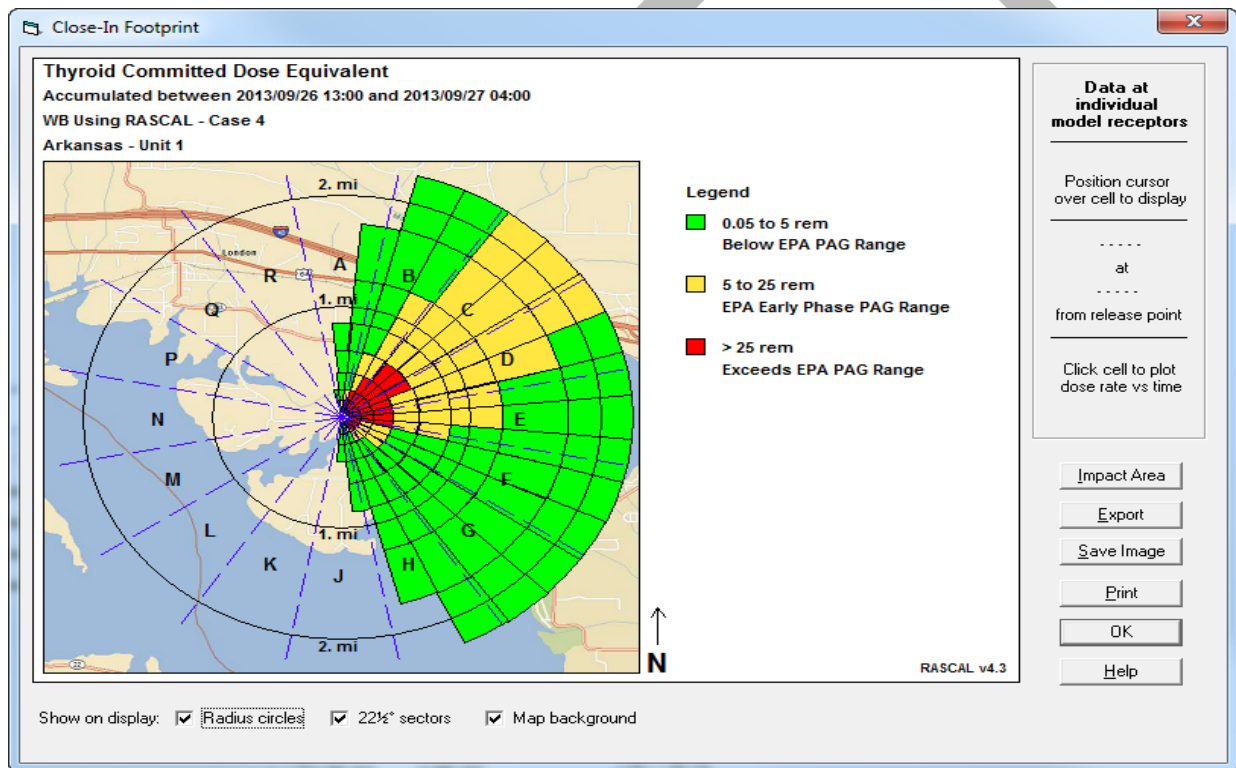 Close-In Footprint
X
Thyroid Committed Dose Equivalent
Accumulated between 2013/09/26 13:00 and 2013/09/27 04:00
WB Using RASCAL - Case 4
Arkansas - Unit 1
2. mi
London
R
64
A
B
C
Q
1. mi
P
D
N
E
M
F
L
1. mi
G
K
J
H
2. mi
22
Legend
0.05 to 5 rem
Below EPA PAG Range
5 to 25 rem
EPA Early Phase PAG Range
> 25 rem
Exceeds EPA PAG Range
N
RASCAL v4.3
Data at
individual
model receptors
Position cursor
over cell to display
- - - - -
at
- - - - -
from release point
Click cell to plot
dose rate vs time
Impact Area
Export
Save Image
Print
OK
Help
Show on display: Radius circles 22½° sectors Map background